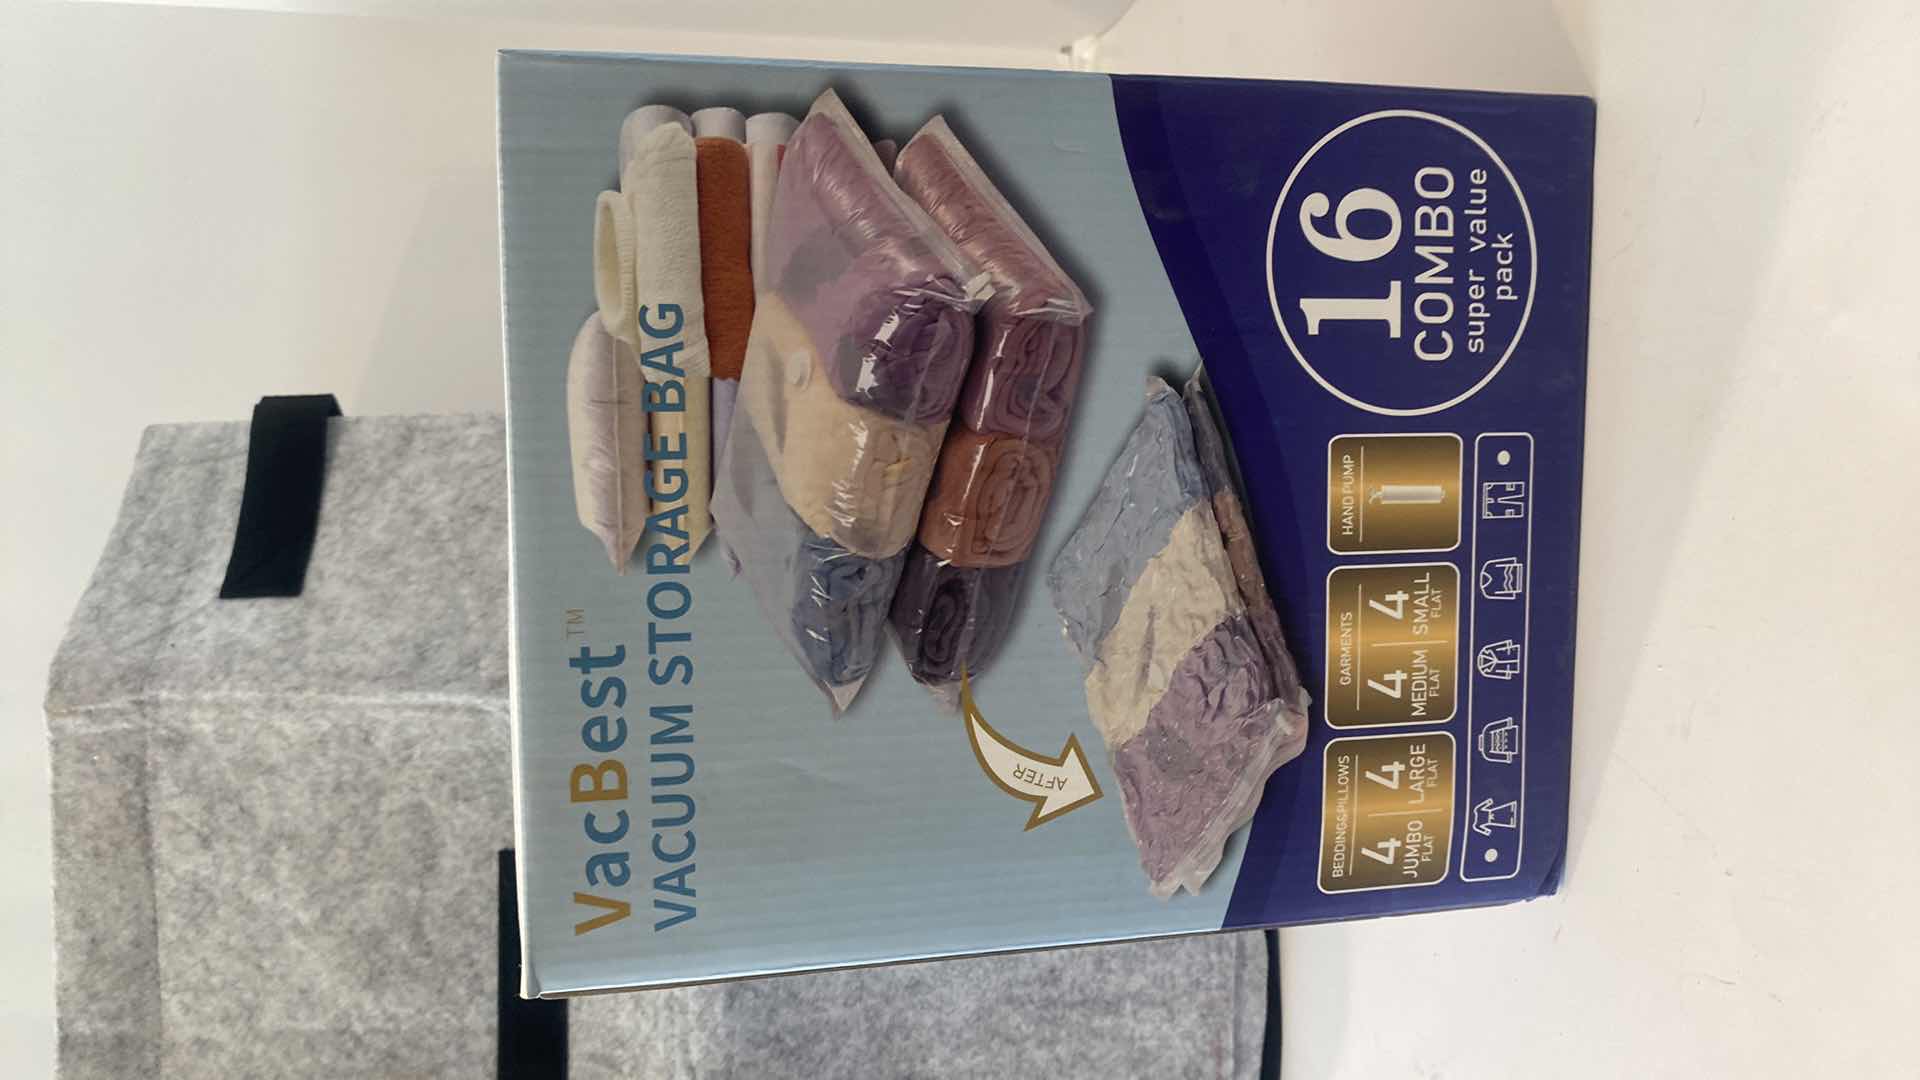 VacBest™
VACUUM STORAGE BAG
AFTER
BEDDING&PILLOWS
4
JUMBO
FLAT
4
LARGE
FLAT
GARMENTS
4
MEDIUM
FLAT
4
SMALL
FLAT
HAND PUMP
16
COMBO
super value
pack